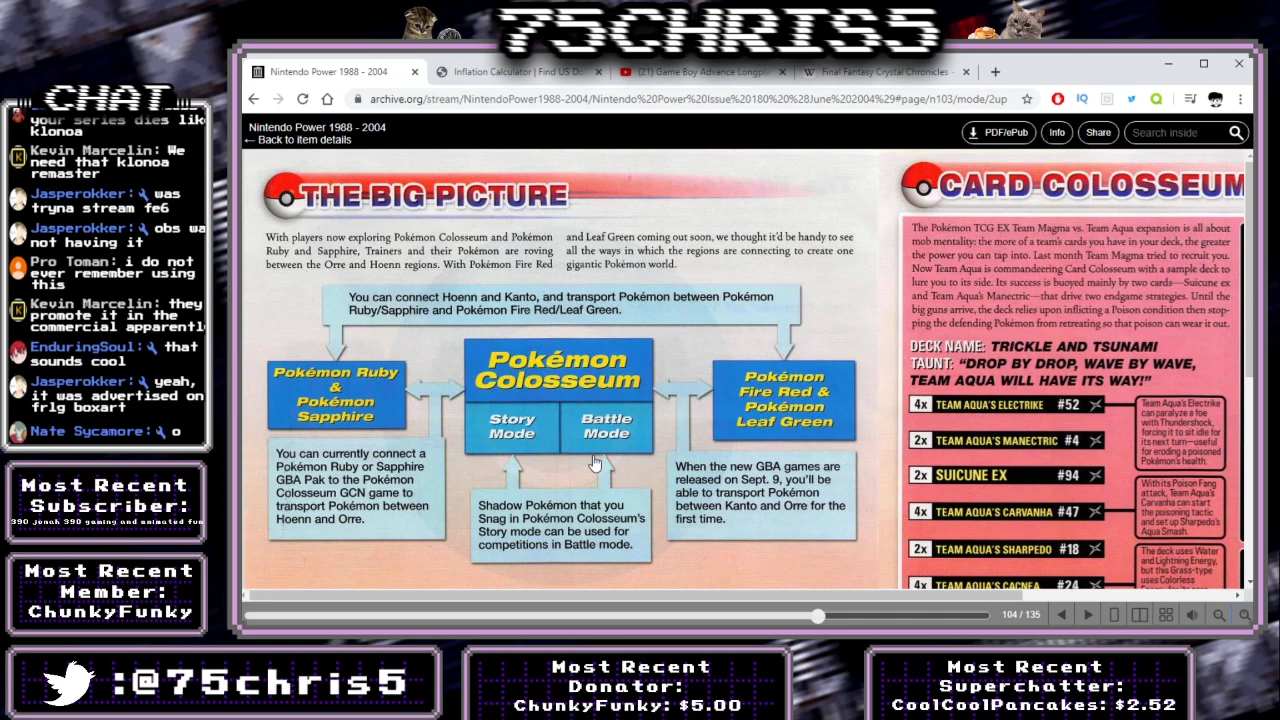 75CHRIS5
CHAT
your series dies lik
klonoa
Kevin Marcelin: We
need that klonoa
remaster
Jasperokker: was
tryna stream fe6
Jasperokker: obs wa
not having it
Pro Toman: i do not
ever remember using
this
Kevin Marcelin: they
promote it in the
commercial apparentl
EnduringSoul: that
sounds cool
Jasperokker: yeah,
it was advertised on
frlg boxart
Nate Sycamore: o
Most Recent
Subscriber:
390 jonah 390 gaming and animated fun
Most Recent
Member:
ChunkyFunky
:@75chris5
Most Recent
Donator:
ChunkyFunky: $5.00
Most Recent
Superchatter:
CoolCoolPancakes: $2.52
Nintendo Power 1988 - 2004
Inflation Calculator | Find US Do
(21) Game Boy Advance Longpla
Final Fantasy Crystal Chronicles -
archive.org/stream/NintendoPower1988-2004/Nintendo%20Power%20Issue%20180%20%28June%202004%29#page/n103/mode/2up
Nintendo Power 1988 - 2004
← Back to item details
PDF/ePub
Info
Share
Search inside
THE BIG PICTURE
With players now exploring Pokémon Colosseum and Pokémon
Ruby and Sapphire, Trainers and their Pokémon are roving
between the Orre and Hoenn regions. With Pokémon Fire Red
and Leaf Green coming out soon, we thought it'd be handy to see
all the ways in which the regions are connecting to create one
gigantic Pokémon world.
You can connect Hoenn and Kanto, and transport Pokémon between Pokémon
Ruby/Sapphire and Pokémon Fire Red/Leaf Green.
Pokémon Ruby
&
Pokémon
Sapphire
Pokémon
Colosseum
Story
Mode
Battle
Mode
Pokémon
Fire Red &
Pokémon
Leaf Green
You can currently connect a
Pokémon Ruby or Sapphire
GBA Pak to the Pokémon
Colosseum GCN game to
transport Pokémon between
Hoenn and Orre.
Shadow Pokémon that you
Snag in Pokémon Colosseum's
Story mode can be used for
competitions in Battle mode.
When the new GBA games are
released on Sept. 9, you'll be
able to transport Pokémon
between Kanto and Orre for the
first time.
CARD COLOSSEUM
The Pokémon TCG EX Team Magma vs. Team Aqua expansion is all about
mob mentality: the more of a team's cards you have in your deck, the greater
the power you can tap into. Last month Team Magma tried to recruit you.
Now Team Aqua is commandeering Card Colosseum with a sample deck to
lure you to its side. Its success is buoyed mainly by two cards—Suicune ex
and Team Aqua's Manectric—that drive two endgame strategies. Until the
big guns arrive, the deck relies upon inflicting a Poison condition then stop-
ping the defending Pokémon from retreating so that poison can wear it out.
DECK NAME: TRICKLE AND TSUNAMI
TAUNT: "DROP BY DROP, WAVE BY WAVE,
TEAM AQUA WILL HAVE ITS WAY!"
4x TEAM AQUA'S ELECTRIKE #52
2x TEAM AQUA'S MANECTRIC #4
2x SUICUNE EX #94
4x TEAM AQUA'S CARVANHA #47
2x TEAM AQUA'S SHARPEDO #18
4x TEAM AQUA'S CACNEA #24
Team Aqua's Electrike
can paralyze a foe
with Thundershock,
forcing it to sit idle for
its next turn—useful
for eroding a poisoned
Pokémon's health.
With its Poison Fang
attack, Team Aqua's
Carvanha can start
the poisoning tactic
and set up Sharpedo's
Aqua Smash.
The deck uses Water
and Lightning Energy,
but this Grass-type
uses Colorless
104 / 135